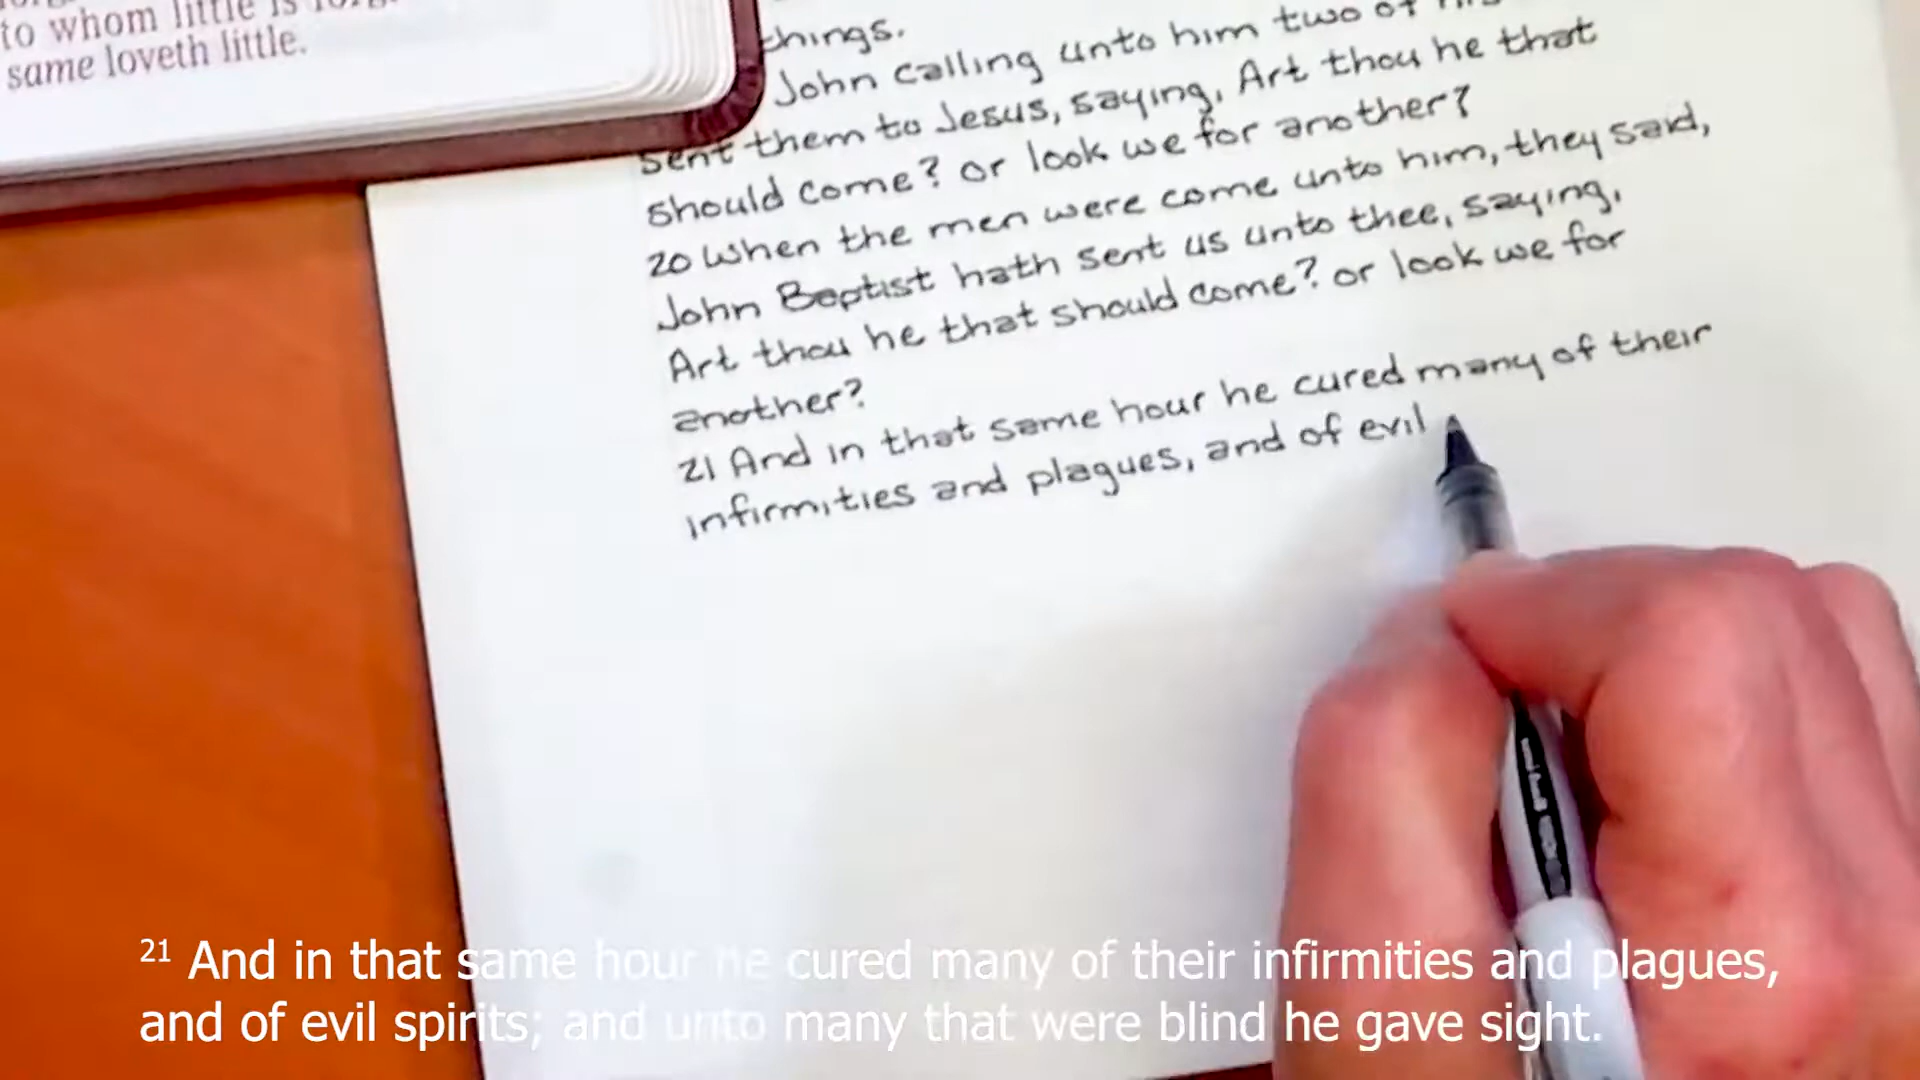 to whom little is
same loveth little.
things.
John calling unto him two of his
sent them to Jesus, saying, Art thou he that
should come? or look we for another?
20 When the men were come unto him, they said,
John Baptist hath sent us unto thee, saying,
Art thou he that should come? or look we for
another?
21 And in that same hour he cured many of their
infirmities and plagues, and of evil
21 And in that same hour he cured many of their infirmities and plagues,
and of evil spirits; and unto many that were blind he gave sight.